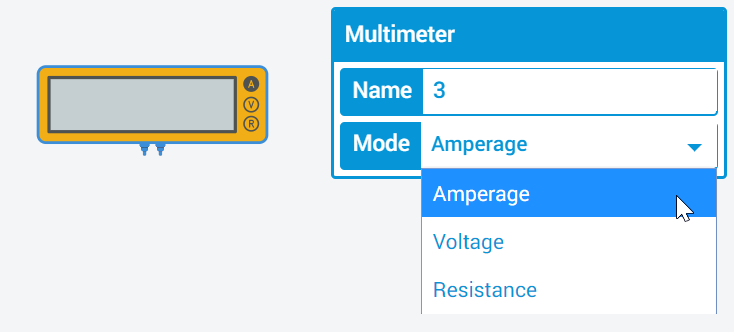 A
V
R
Multimeter
Name 3
Mode Amperage
Amperage
Voltage
Resistance